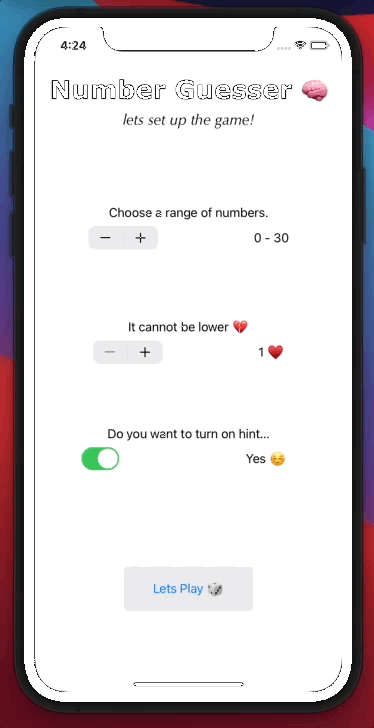 4:24
Number Guesser 🧠
lets set up the game!
Choose a range of numbers.
− + 0 - 30
It cannot be lower 💔
− + 1 ♥️
Do you want to turn on hint...
Yes ☺️
Lets Play 🎲